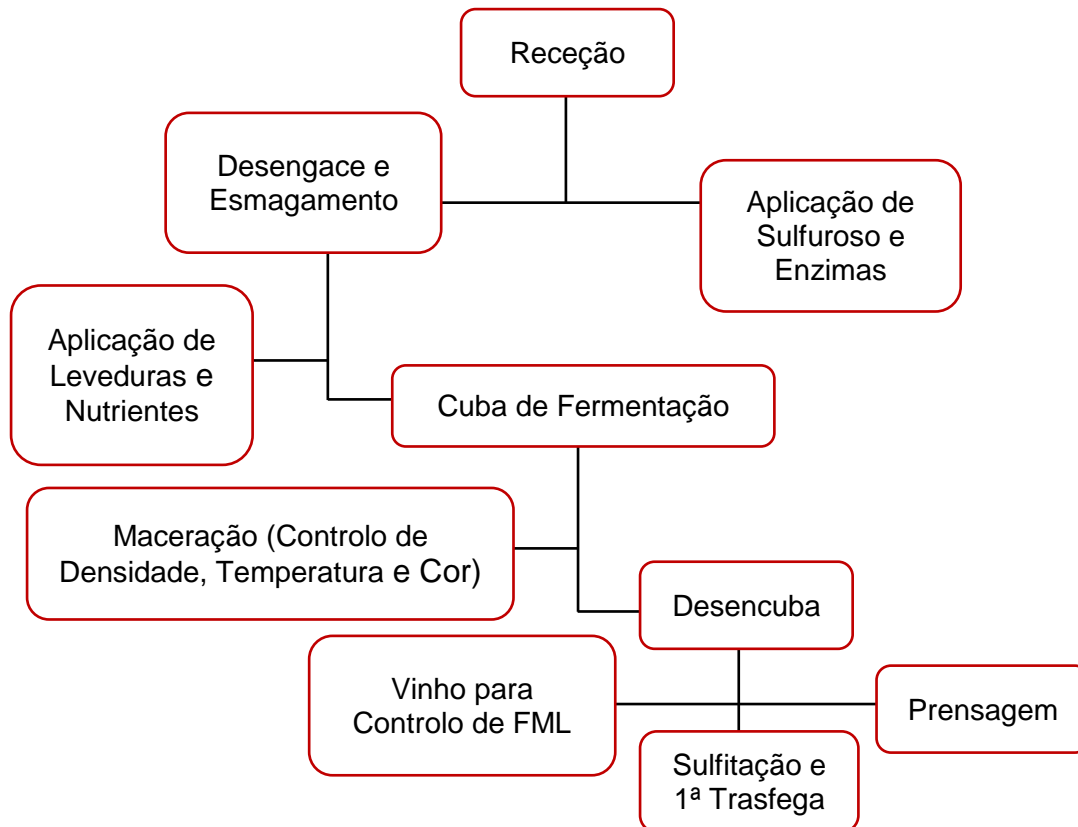 Receção
Desengace e
Esmagamento
Aplicação de
Sulfuroso e
Enzimas
Aplicação de
Leveduras e
Nutrientes
Cuba de Fermentação
Maceração (Controlo de
Densidade, Temperatura e Cor)
Desencuba
Vinho para
Controlo de FML
Prensagem
Sulfitação e
1ª Trasfega